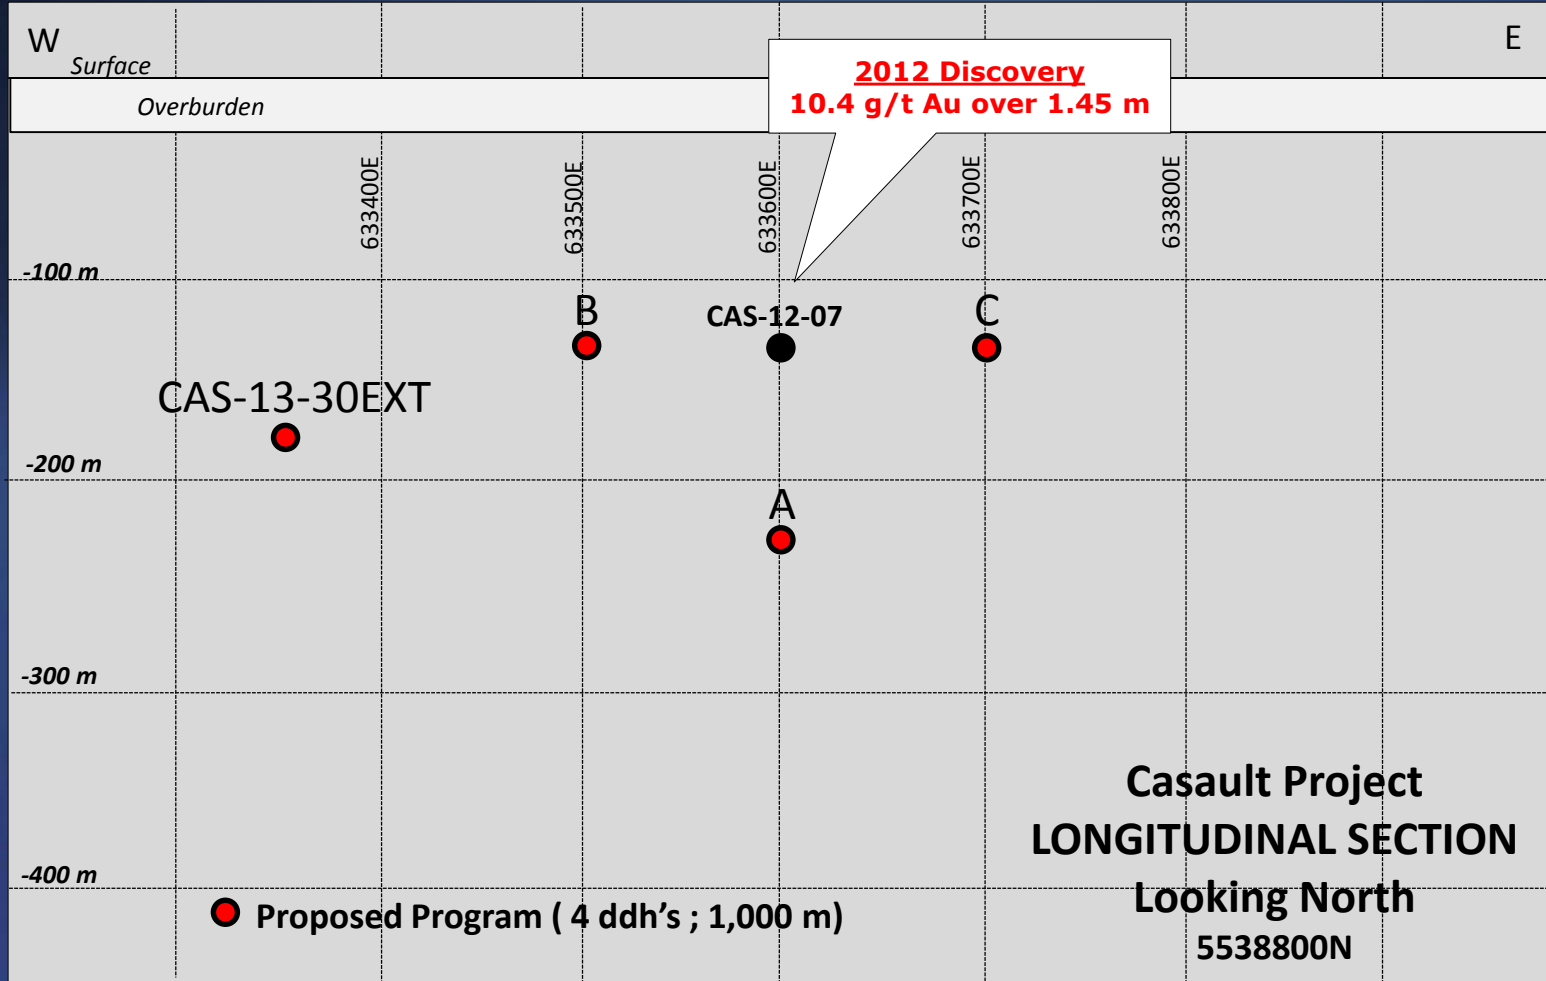 W
E
Surface
2012 Discovery
10.4 g/t Au over 1.45 m
Overburden
633400E
633500E
633600E
633700E
633800E
-100 m
B
CAS-12-07
C
CAS-13-30EXT
-200 m
A
-300 m
Casault Project
LONGITUDINAL SECTION
-400 m
Looking North
Proposed Program ( 4 ddh's ; 1,000 m)
5538800N